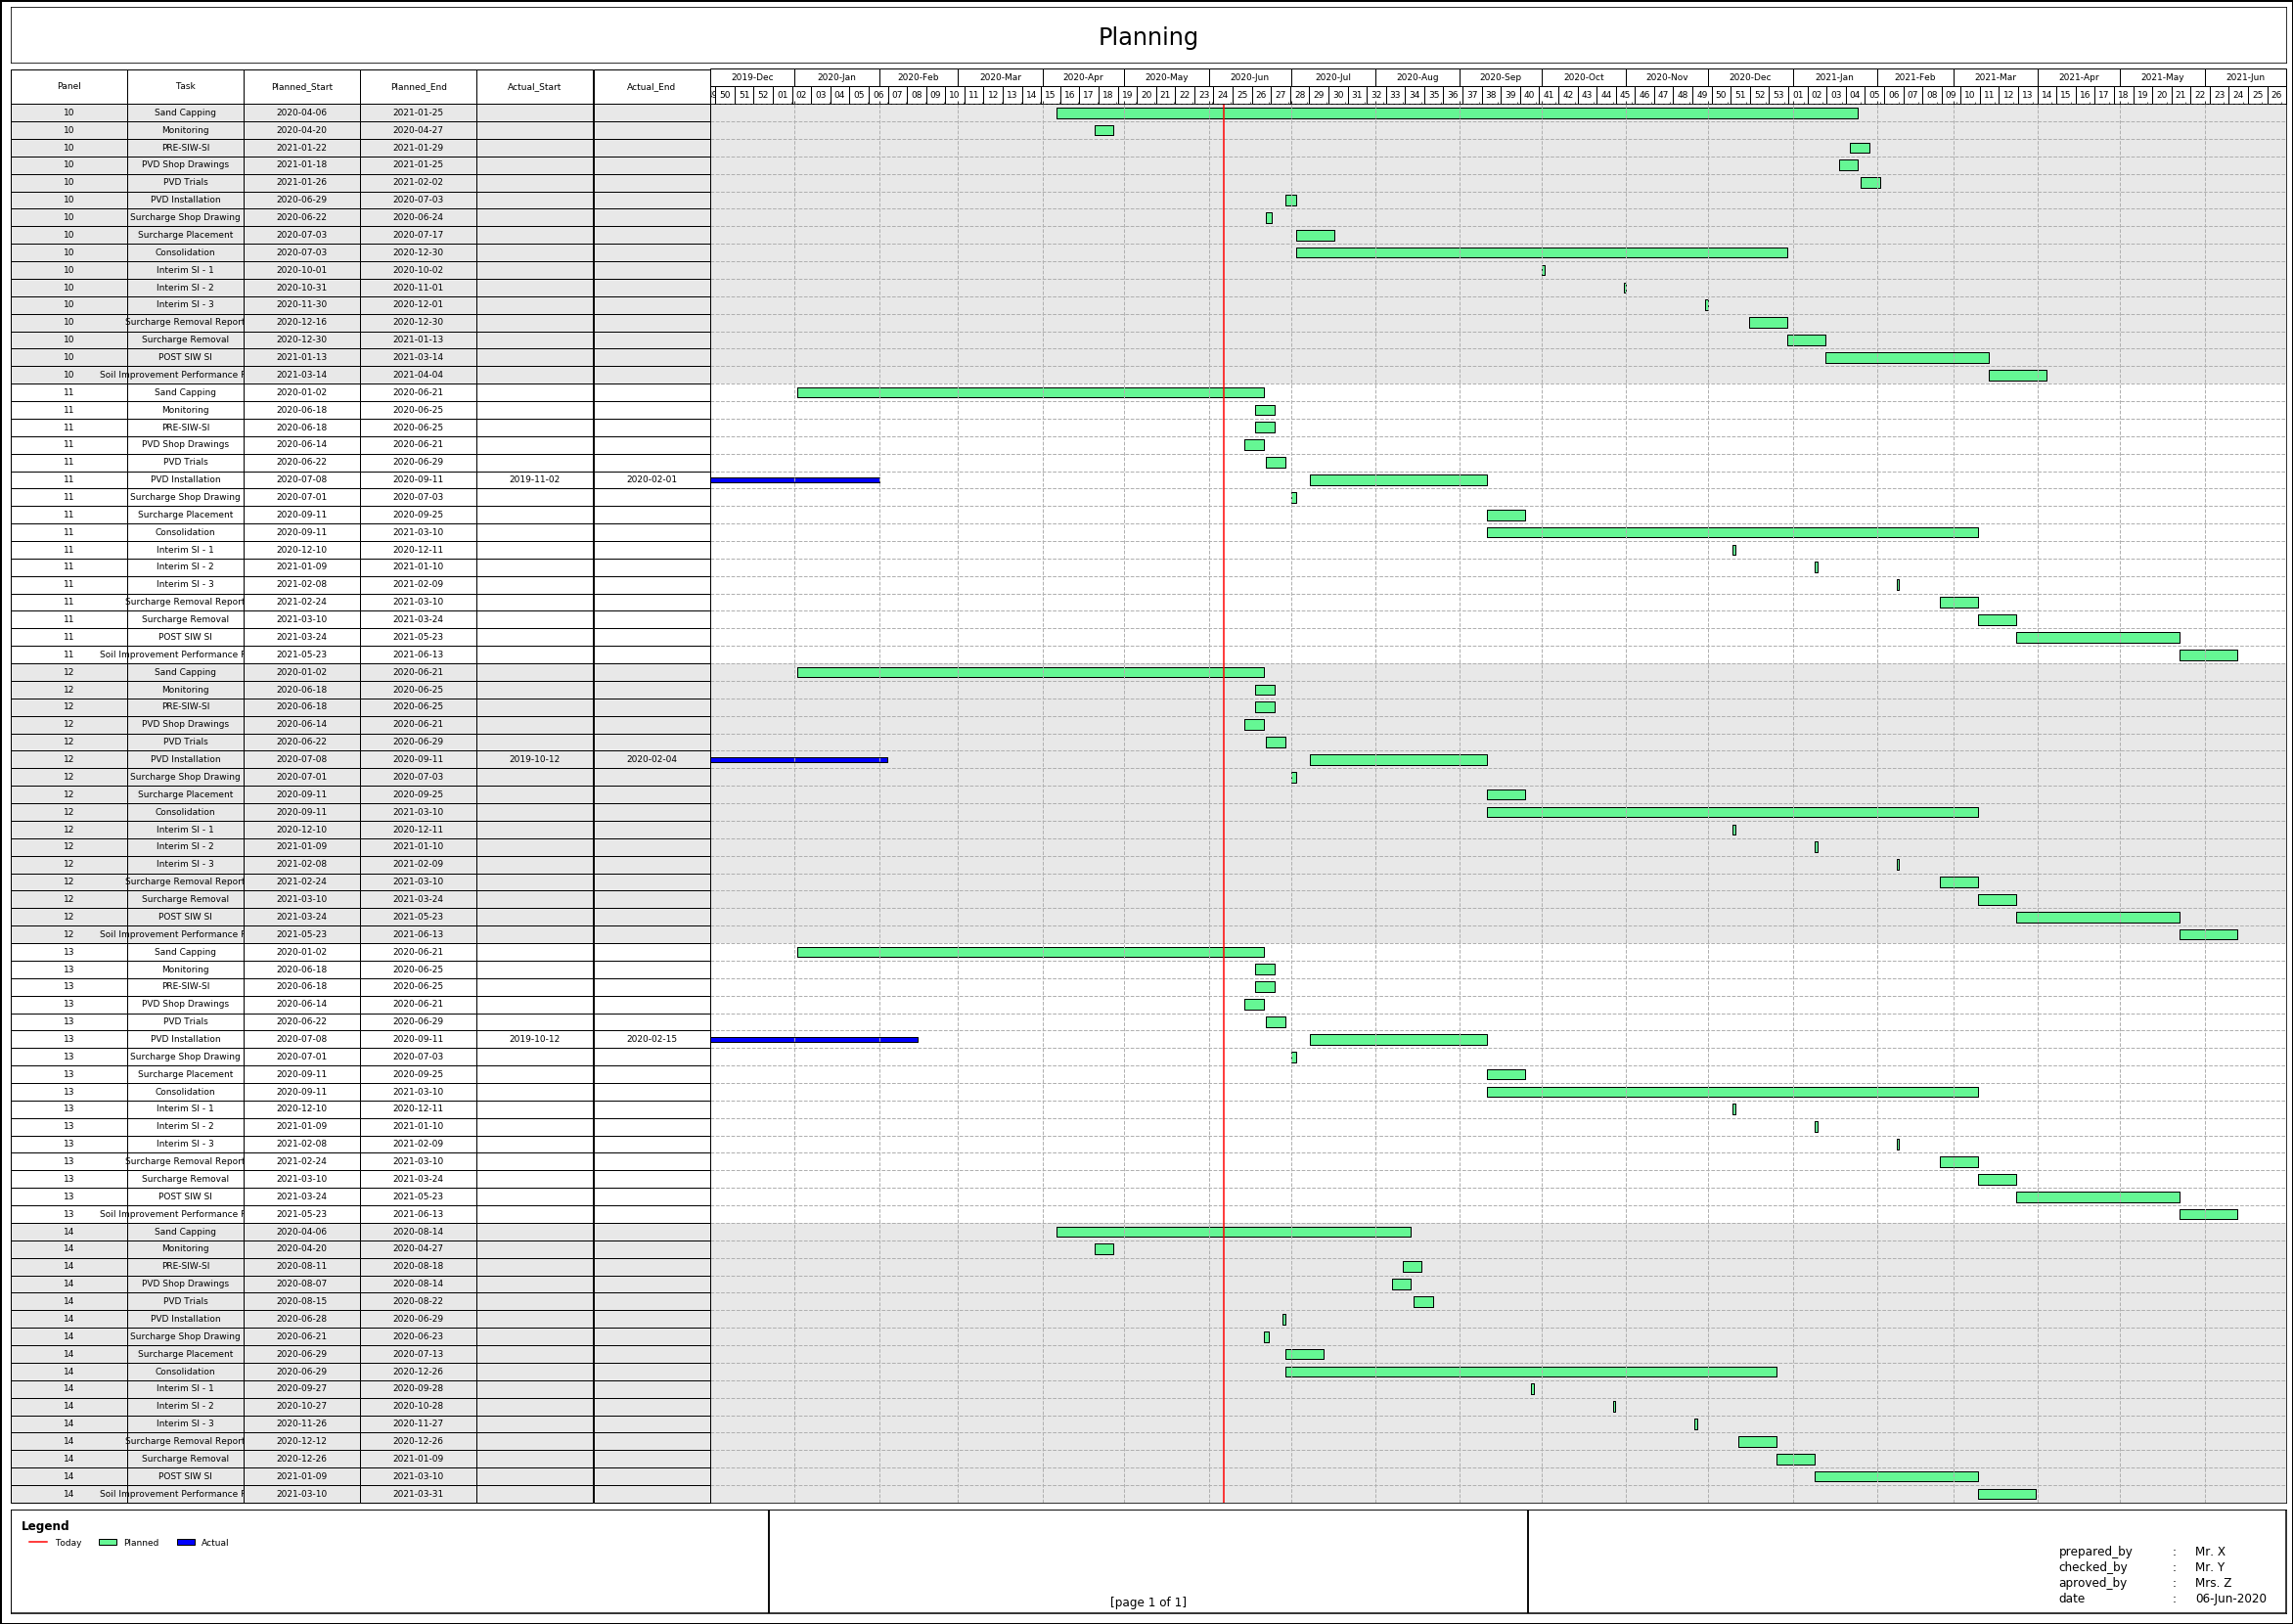 Planning
Panel Task Planned_Start Planned_End Actual_Start Actual_End 2019-Dec 2020-Jan 2020-Feb 2020-Mar 2020-Apr 2020-May 2020-Jun 2020-Jul 2020-Aug 2020-Sep 2020-Oct 2020-Nov 2020-Dec 2021-Jan 2021-Feb 2021-Mar 2021-Apr 2021-May 2021-Jun
50 51 52 01 02 03 04 05 06 07 08 09 10 11 12 13 14 15 16 17 18 19 20 21 22 23 24 25 26 27 28 29 30 31 32 33 34 35 36 37 38 39 40 41 42 43 44 45 46 47 48 49 50 51 52 53 01 02 03 04 05 06 07 08 09 10 11 12 13 14 15 16 17 18 19 20 21 22 23 24 25 26
10 Sand Capping 2020-04-06 2021-01-25
10 Monitoring 2020-04-20 2020-04-27
10 PRE-SIW-SI 2021-01-22 2021-01-29
10 PVD Shop Drawings 2021-01-18 2021-01-25
10 PVD Trials 2021-01-26 2021-02-02
10 PVD Installation 2020-06-29 2020-07-03
10 Surcharge Shop Drawing 2020-06-22 2020-06-24
10 Surcharge Placement 2020-07-03 2020-07-17
10 Consolidation 2020-07-03 2020-12-30
10 Interim SI - 1 2020-10-01 2020-10-02
10 Interim SI - 2 2020-10-31 2020-11-01
10 Interim SI - 3 2020-11-30 2020-12-01
10 Surcharge Removal Report 2020-12-16 2020-12-30
10 Surcharge Removal 2020-12-30 2021-01-13
10 POST SIW SI 2021-01-13 2021-03-14
10 Soil Improvement Performance 2021-03-14 2021-04-04
11 Sand Capping 2020-01-02 2020-06-21
11 Monitoring 2020-06-18 2020-06-25
11 PRE-SIW-SI 2020-06-18 2020-06-25
11 PVD Shop Drawings 2020-06-14 2020-06-21
11 PVD Trials 2020-06-22 2020-06-29
11 PVD Installation 2020-07-08 2020-09-11 2019-11-02 2020-02-01
11 Surcharge Shop Drawing 2020-07-01 2020-07-03
11 Surcharge Placement 2020-09-11 2020-09-25
11 Consolidation 2020-09-11 2021-03-10
11 Interim SI - 1 2020-12-10 2020-12-11
11 Interim SI - 2 2021-01-09 2021-01-10
11 Interim SI - 3 2021-02-08 2021-02-09
11 Surcharge Removal Report 2021-02-24 2021-03-10
11 Surcharge Removal 2021-03-10 2021-03-24
11 POST SIW SI 2021-03-24 2021-05-23
11 Soil Improvement Performance 2021-05-23 2021-06-13
12 Sand Capping 2020-01-02 2020-06-21
12 Monitoring 2020-06-18 2020-06-25
12 PRE-SIW-SI 2020-06-18 2020-06-25
12 PVD Shop Drawings 2020-06-14 2020-06-21
12 PVD Trials 2020-06-22 2020-06-29
12 PVD Installation 2020-07-08 2020-09-11 2019-10-12 2020-02-04
12 Surcharge Shop Drawing 2020-07-01 2020-07-03
12 Surcharge Placement 2020-09-11 2020-09-25
12 Consolidation 2020-09-11 2021-03-10
12 Interim SI - 1 2020-12-10 2020-12-11
12 Interim SI - 2 2021-01-09 2021-01-10
12 Interim SI - 3 2021-02-08 2021-02-09
12 Surcharge Removal Report 2021-02-24 2021-03-10
12 Surcharge Removal 2021-03-10 2021-03-24
12 POST SIW SI 2021-03-24 2021-05-23
12 Soil Improvement Performance 2021-05-23 2021-06-13
13 Sand Capping 2020-01-02 2020-06-21
13 Monitoring 2020-06-18 2020-06-25
13 PRE-SIW-SI 2020-06-18 2020-06-25
13 PVD Shop Drawings 2020-06-14 2020-06-21
13 PVD Trials 2020-06-22 2020-06-29
13 PVD Installation 2020-07-08 2020-09-11 2019-10-12 2020-02-15
13 Surcharge Shop Drawing 2020-07-01 2020-07-03
13 Surcharge Placement 2020-09-11 2020-09-25
13 Consolidation 2020-09-11 2021-03-10
13 Interim SI - 1 2020-12-10 2020-12-11
13 Interim SI - 2 2021-01-09 2021-01-10
13 Interim SI - 3 2021-02-08 2021-02-09
13 Surcharge Removal Report 2021-02-24 2021-03-10
13 Surcharge Removal 2021-03-10 2021-03-24
13 POST SIW SI 2021-03-24 2021-05-23
13 Soil Improvement Performance 2021-05-23 2021-06-13
14 Sand Capping 2020-04-06 2020-08-14
14 Monitoring 2020-04-20 2020-04-27
14 PRE-SIW-SI 2020-08-11 2020-08-18
14 PVD Shop Drawings 2020-08-07 2020-08-14
14 PVD Trials 2020-08-15 2020-08-22
14 PVD Installation 2020-06-28 2020-06-29
14 Surcharge Shop Drawing 2020-06-21 2020-06-23
14 Surcharge Placement 2020-06-29 2020-07-13
14 Consolidation 2020-06-29 2020-12-26
14 Interim SI - 1 2020-09-27 2020-09-28
14 Interim SI - 2 2020-10-27 2020-10-28
14 Interim SI - 3 2020-11-26 2020-11-27
14 Surcharge Removal Report 2020-12-12 2020-12-26
14 Surcharge Removal 2020-12-26 2021-01-09
14 POST SIW SI 2021-01-09 2021-03-10
14 Soil Improvement Performance 2021-03-10 2021-03-31
Legend
Today Planned Actual
[page 1 of 1]
prepared_by : Mr. X
checked_by : Mr. Y
aproved_by : Mrs. Z
date : 06-Jun-2020